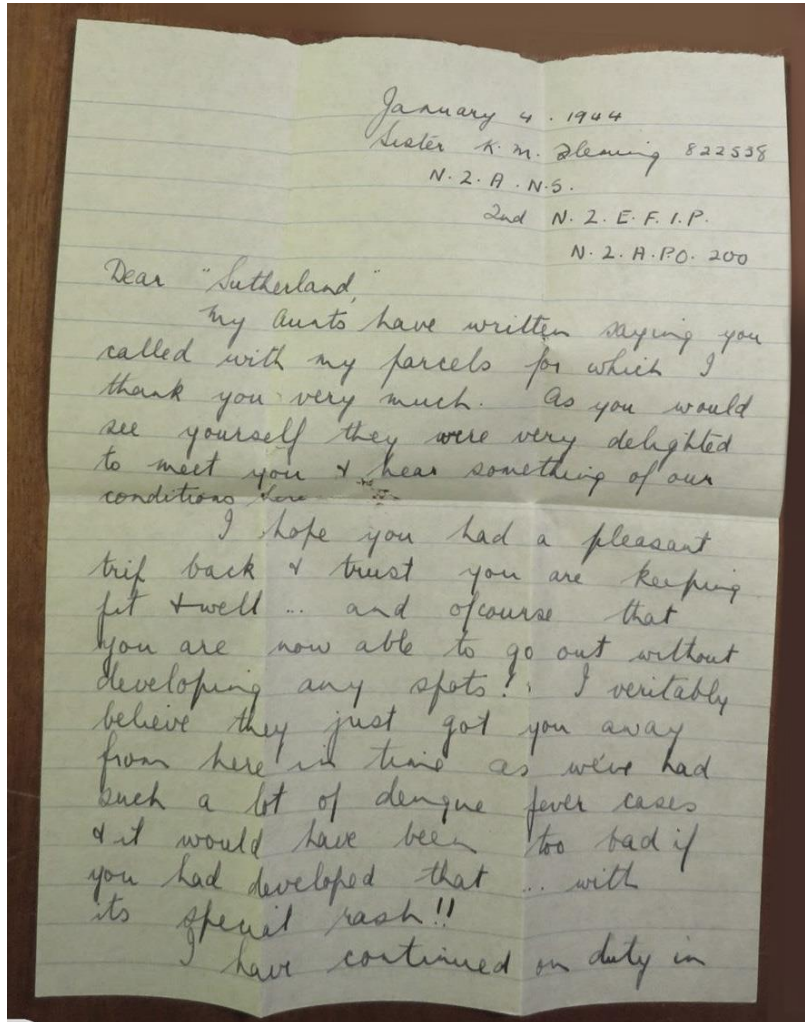 January 4. 1944
Sister K. M. Fleming 822538
N.Z.A.N.S.
2nd N.Z.E.F.I.P.
N.Z.A.P.O. 200
Dear "Sutherland,"
My Aunts have written saying you
called with my parcels for which I
thank you very much. As you would
see yourself they were very delighted
to meet you & hear something of our
conditions here
I hope you had a pleasant
trip back & trust you are keeping
fit & well ... and ofcourse that
you are now able to go out without
developing any spots! I veritably
believe they just got you away
from here in time as we've had
such a lot of dengue fever cases
& it would have been too bad if
you had developed that ... with
its special rash!!
I have continued on duty in